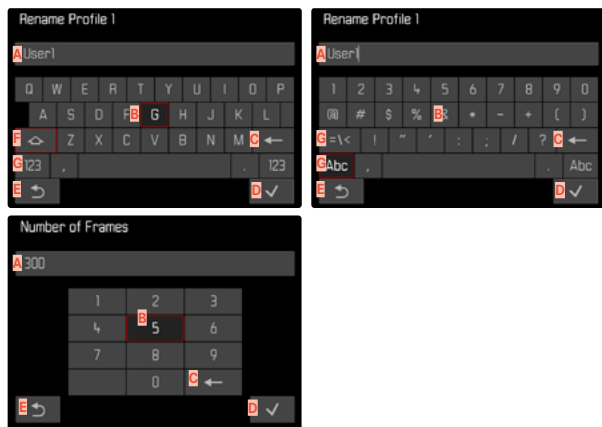 Rename Profile 1
A User1
Q W E R T Y U I O P
A S D F B G H J K L
F Z X C V B N M C ←
G 123 , . 123
E D ✓
Rename Profile 1
A User1
1 2 3 4 5 6 7 8 9 0
@ # $ % B & * - + ( )
G =\< ! " ' : ; / ? C ←
G Abc , . Abc
E D ✓
Number of Frames
A 300
1 2 3
4 B 5 6
7 8 9
0 C ←
E D ✓